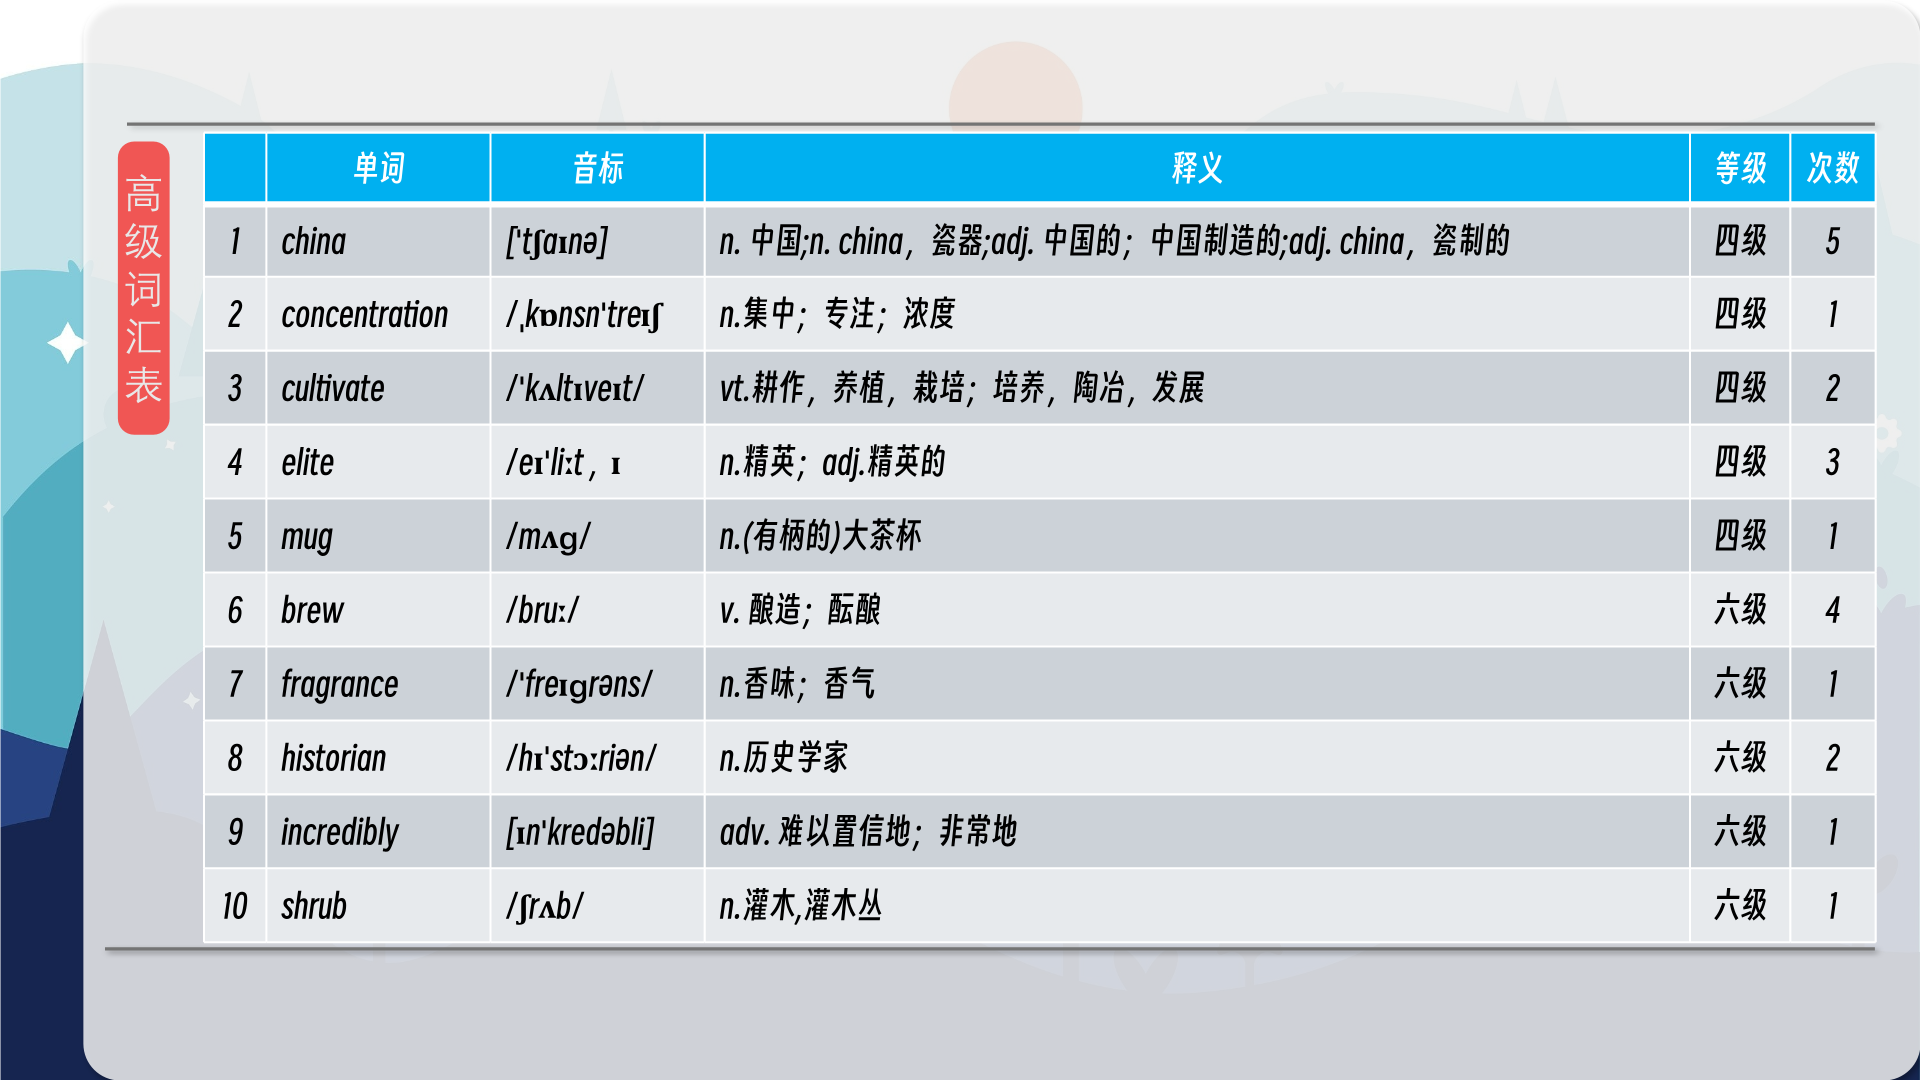 高级词汇表
单词 音标 释义 等级 次数
1 china ['tʃaɪnə] n. 中国;n. china，瓷器;adj. 中国的；中国制造的;adj. china，瓷制的 四级 5
2 concentration /ˌkɒnsn'treɪʃ n.集中；专注；浓度 四级 1
3 cultivate /'kʌltɪveɪt/ vt.耕作，养植，栽培；培养，陶冶，发展 四级 2
4 elite /eɪ'liːt，ɪ n.精英；adj.精英的 四级 3
5 mug /mʌɡ/ n.(有柄的)大茶杯 四级 1
6 brew /bruː/ v. 酿造；酝酿 六级 4
7 fragrance /'freɪɡrəns/ n.香味；香气 六级 1
8 historian /hɪ'stɔːriən/ n.历史学家 六级 2
9 incredibly [ɪn'kredəbli] adv. 难以置信地；非常地 六级 1
10 shrub /ʃrʌb/ n.灌木,灌木丛 六级 1